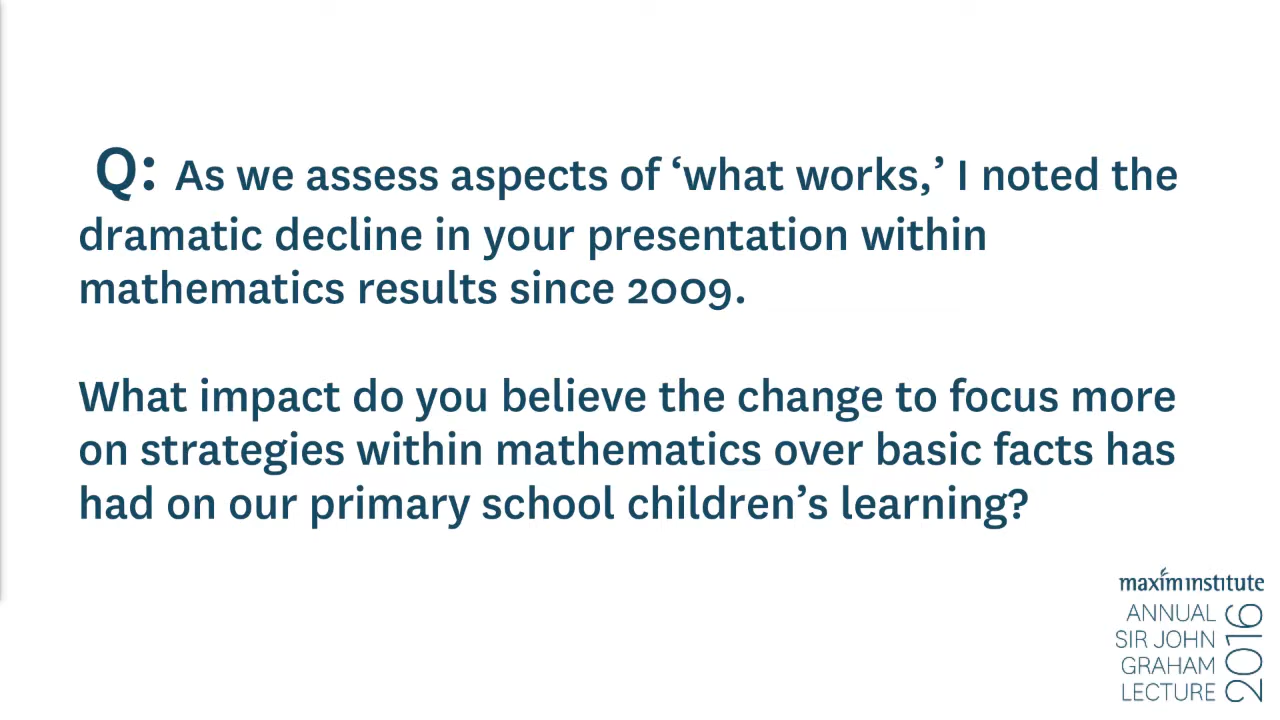 Q: As we assess aspects of ‘what works,’ I noted the
dramatic decline in your presentation within
mathematics results since 2009.
What impact do you believe the change to focus more
on strategies within mathematics over basic facts has
had on our primary school children’s learning?
maxim institute
ANNUAL
SIR JOHN
GRAHAM
LECTURE
2016